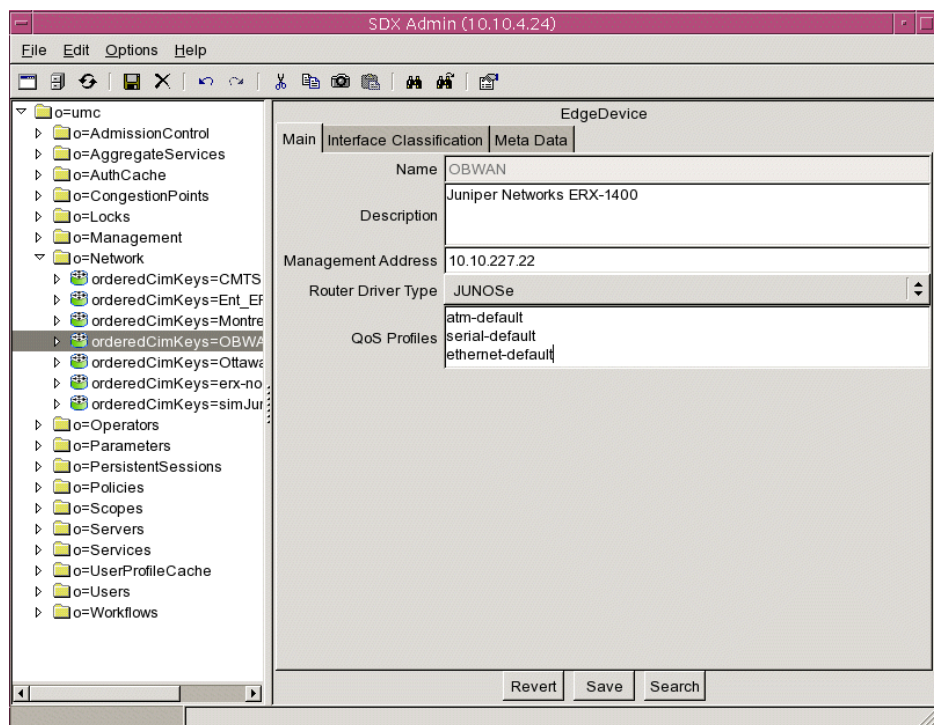 SDX Admin (10.10.4.24)
File Edit Options Help
o=umc
o=AdmissionControl
o=AggregateServices
o=AuthCache
o=CongestionPoints
o=Locks
o=Management
o=Network
orderedCimKeys=CMTS
orderedCimKeys=Ent_EF
orderedCimKeys=Montre
orderedCimKeys=OBWA
orderedCimKeys=Ottawa
orderedCimKeys=erx-no
orderedCimKeys=simJur
o=Operators
o=Parameters
o=PersistentSessions
o=Policies
o=Scopes
o=Servers
o=Services
o=UserProfileCache
o=Users
o=Workflows
EdgeDevice
Main Interface Classification Meta Data
Name OBWAN
Description Juniper Networks ERX-1400
Management Address 10.10.227.22
Router Driver Type JUNOSe
QoS Profiles atm-default
serial-default
ethernet-default
Revert Save Search